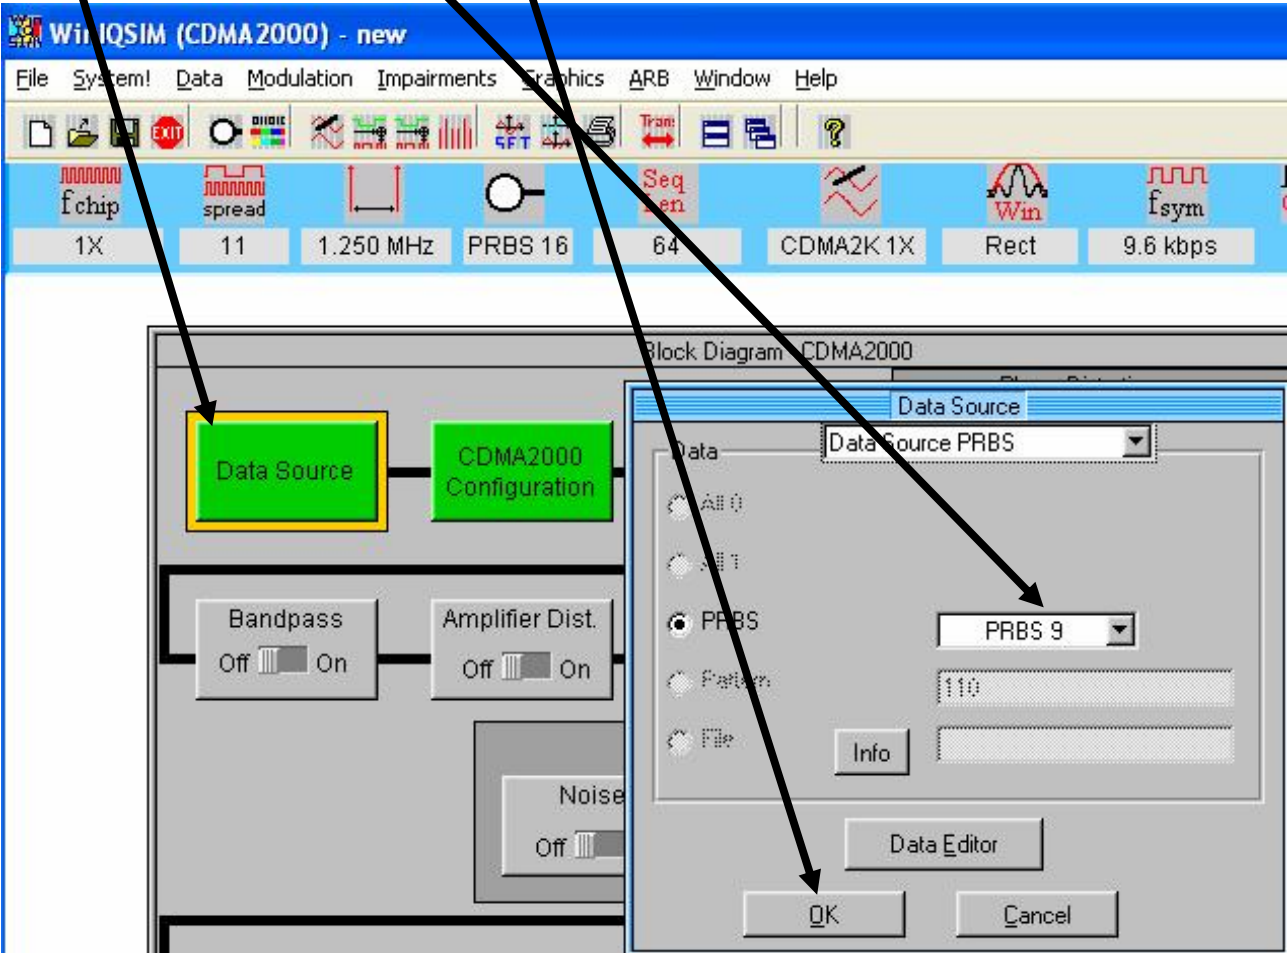 WinIQSIM (CDMA2000) - new
File System! Data Modulation Impairments Graphics ARB Window Help
EXIT SET Trans ?
fchip spread Seq Len Win fsym
1X 11 1.250 MHz PRBS 16 64 CDMA2K 1X Rect 9.6 kbps
Block Diagram CDMA2000
Data Source
Data Source PRBS
Data
Data Source
CDMA2000
Configuration
All 0
All 1
Bandpass
Off On
Amplifier Dist.
Off On
PRBS PRBS 9
Pattern 110
File Info
Noise
Off
Data Editor
OK Cancel